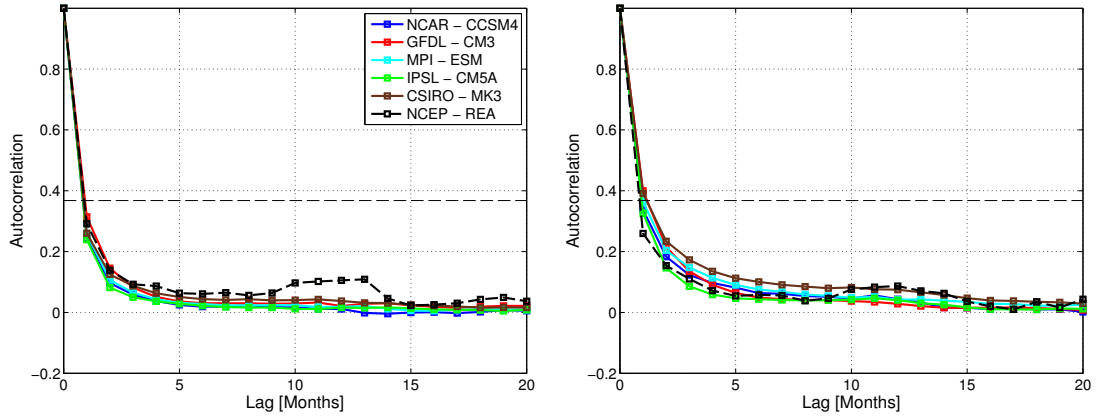 NCAR − CCSM4
GFDL − CM3
MPI − ESM
IPSL − CM5A
CSIRO − MK3
NCEP − REA
Autocorrelation
0.8
0.6
0.4
0.2
0
−0.2
0 5 10 15 20
Lag [Months]
Autocorrelation
0.8
0.6
0.4
0.2
0
−0.2
0 5 10 15 20
Lag [Months]